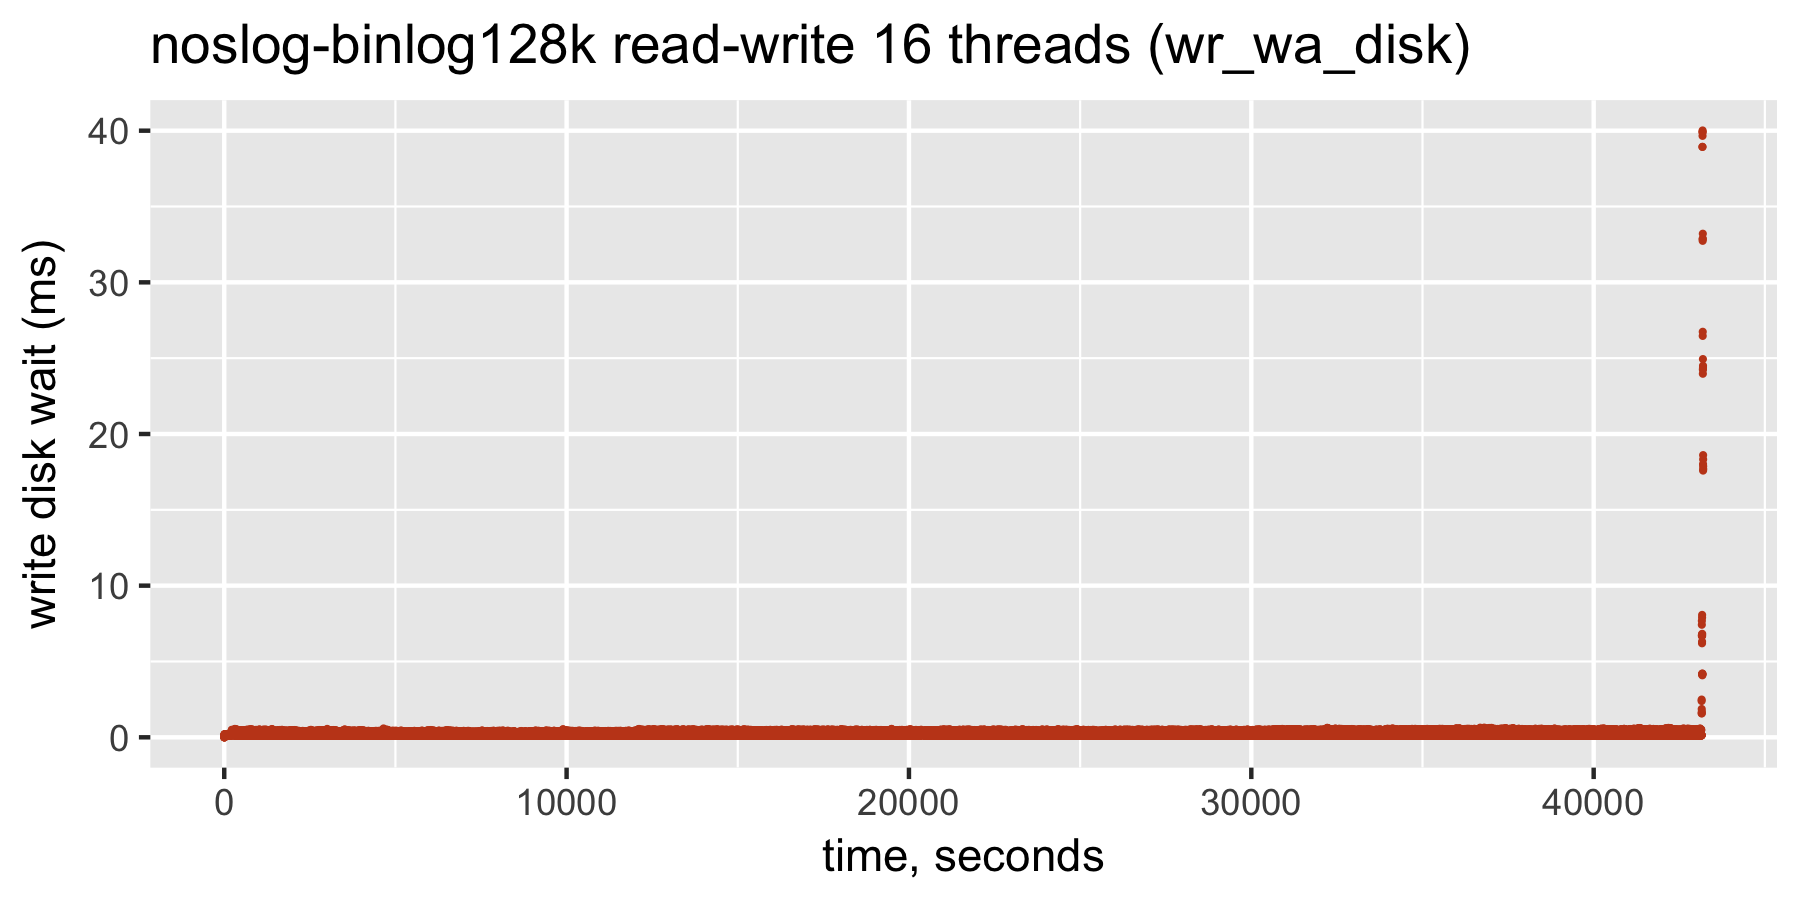 noslog-binlog128k read-write 16 threads (wr_wa_disk)
write disk wait (ms)
40
30
20
10
0
0 10000 20000 30000 40000
time, seconds